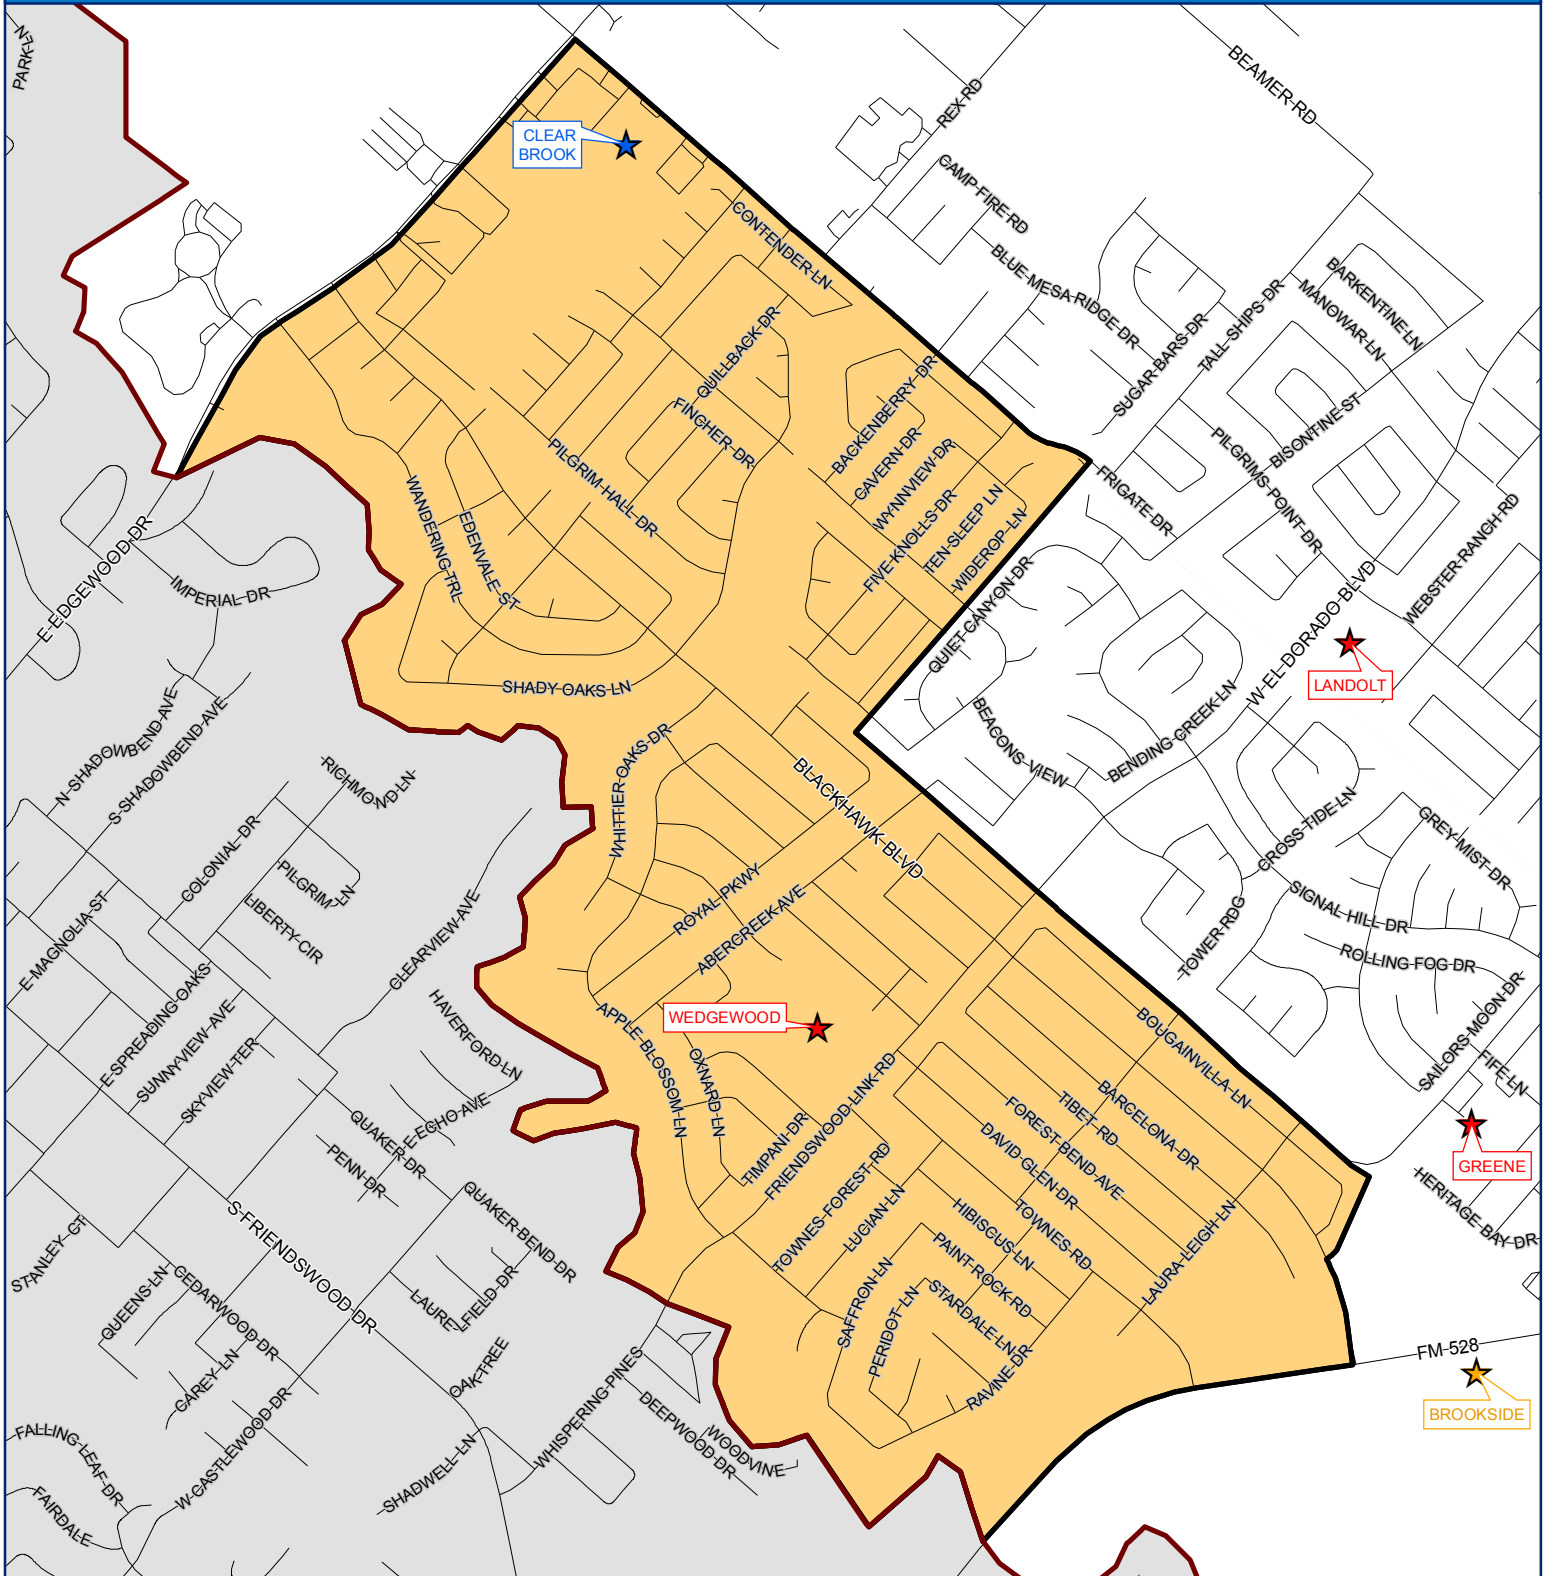 PARK-LN
BEAMER-RD
REX-RD
CLEAR
BROOK
CAMP-FIRE-RD
CONTENDER-LN
BLUE-MESA-RIDGE-DR
BARKENTINE-LN
MANOWAR-LN
TALL-SHIPS-DR
SUGAR-BARS-DR
QUILLBACK-DR
BACKENBERRY-DR
FINCHER-DR
BISONTINE-ST
PILGRIMS-POINT-DR
CAVERN-DR
WYNNVIEW-DR
PILGRIM-HALL-DR
FRIGATE-DR
WANDERING-TRL
EDENVALE-ST
FIVE-KNOLLS-DR
TEN-SLEEP LN
WIDEROP-LN
WEBSTER-RANCH-RD
E-EDGEWOOD-DR
IMPERIAL-DR
QUIET-CANYON-DR
W-EL-DORADO-BLVD
LANDOLT
SHADY-OAKS-LN
N-SHADOWBEND-AVE
S-SHADOWBEND-AVE
BEACONS-VIEW
BENDING-CREEK-LN
WHITTIER-OAKS-DR
BLACKHAWK-BLVD
RICHMOND-LN
COLONIAL-DR
PILGRIM-LN
LIBERTY-CIR
CROSS-TIDE-LN
GREY-MIST-DR
ROYAL-PKWY
ABERCREEK-AVE
E-MAGNOLIA-ST
CLEARVIEW-AVE
SIGNAL-HILL-DR
TOWER-RDG
ROLLING-FOG-DR
E-SPREADING-OAKS
SUNNYVIEW-AVE
SKYVIEW-TER
HAVERFORD-LN
WEDGEWOOD
APPLE-BLOSSOM-LN
OXNARD-LN
BOUGAINVILLA-LN
SAILORS-MOON-DR
FIFE-LN
BARCELONA-DR
TIBET-RD
FOREST-BEND-AVE
DAVID-GLEN-DR
FRIENDSWOOD-LINK-RD
TIMPANI-DR
E-ECHO-AVE
QUAKER-DR
PENN-DR
GREENE
TOWNES-FOREST-RD
LUCIAN-LN
HIBISCUS-LN
TOWNES-RD
LAURA-LEIGH-LN
HERITAGE-BAY-DR
QUAKER-BEND-DR
S-FRIENDSWOOD-DR
STANLEY-CT
QUEENS-LN
CEDARWOOD-DR
LAURELFIELD-DR
SAFFRON-LN
PAINT-ROCK-RD
PERIDOT-LN
STARDALE-LN
RAVINE-DR
FM-528
BROOKSIDE
CAREY-LN
OAK-TREE
WHISPERING-PINES
DEEPWOOD-DR
WOODVINE
W-CASTLEWOOD-DR
SHADWELL-LN
FALLING-LEAF-DR
FAIRDALE